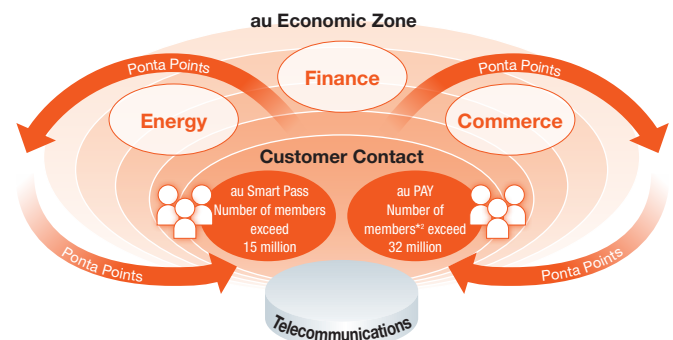 au Economic Zone
Ponta Points
Finance
Ponta Points
Energy
Commerce
Customer Contact
au Smart Pass
Number of members
exceed
15 million
au PAY
Number of
members*² exceed
32 million
Ponta Points
Ponta Points
Telecommunications